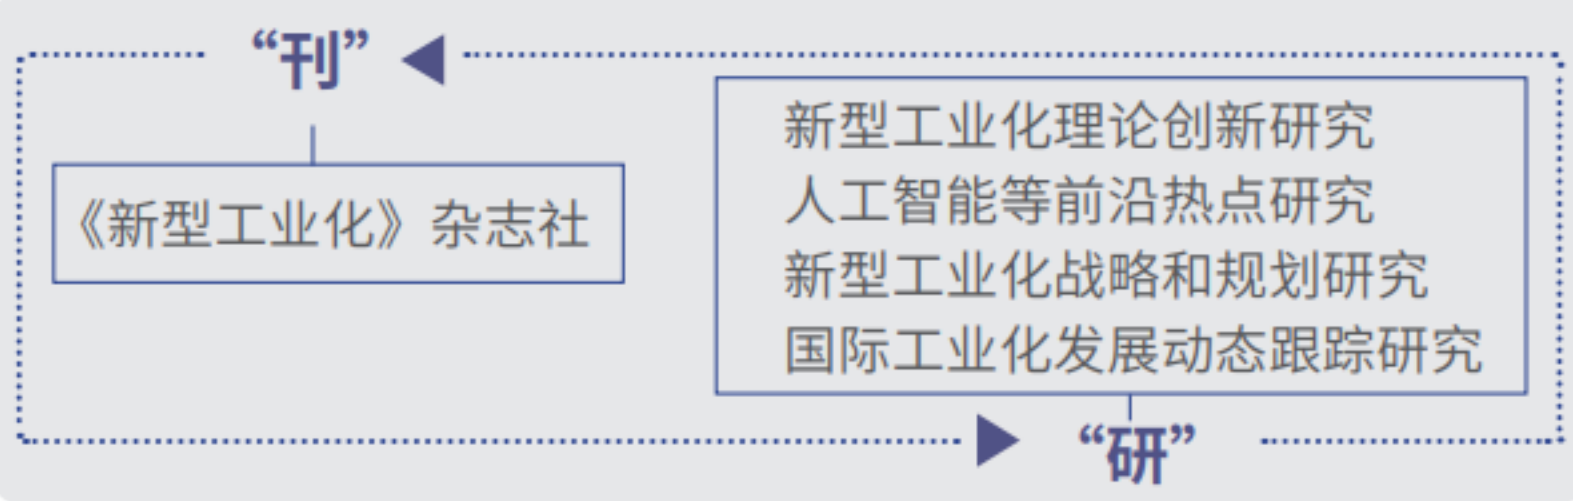 “刊”
《新型工业化》杂志社
新型工业化理论创新研究
人工智能等前沿热点研究
新型工业化战略和规划研究
国际工业化发展动态跟踪研究
“研”